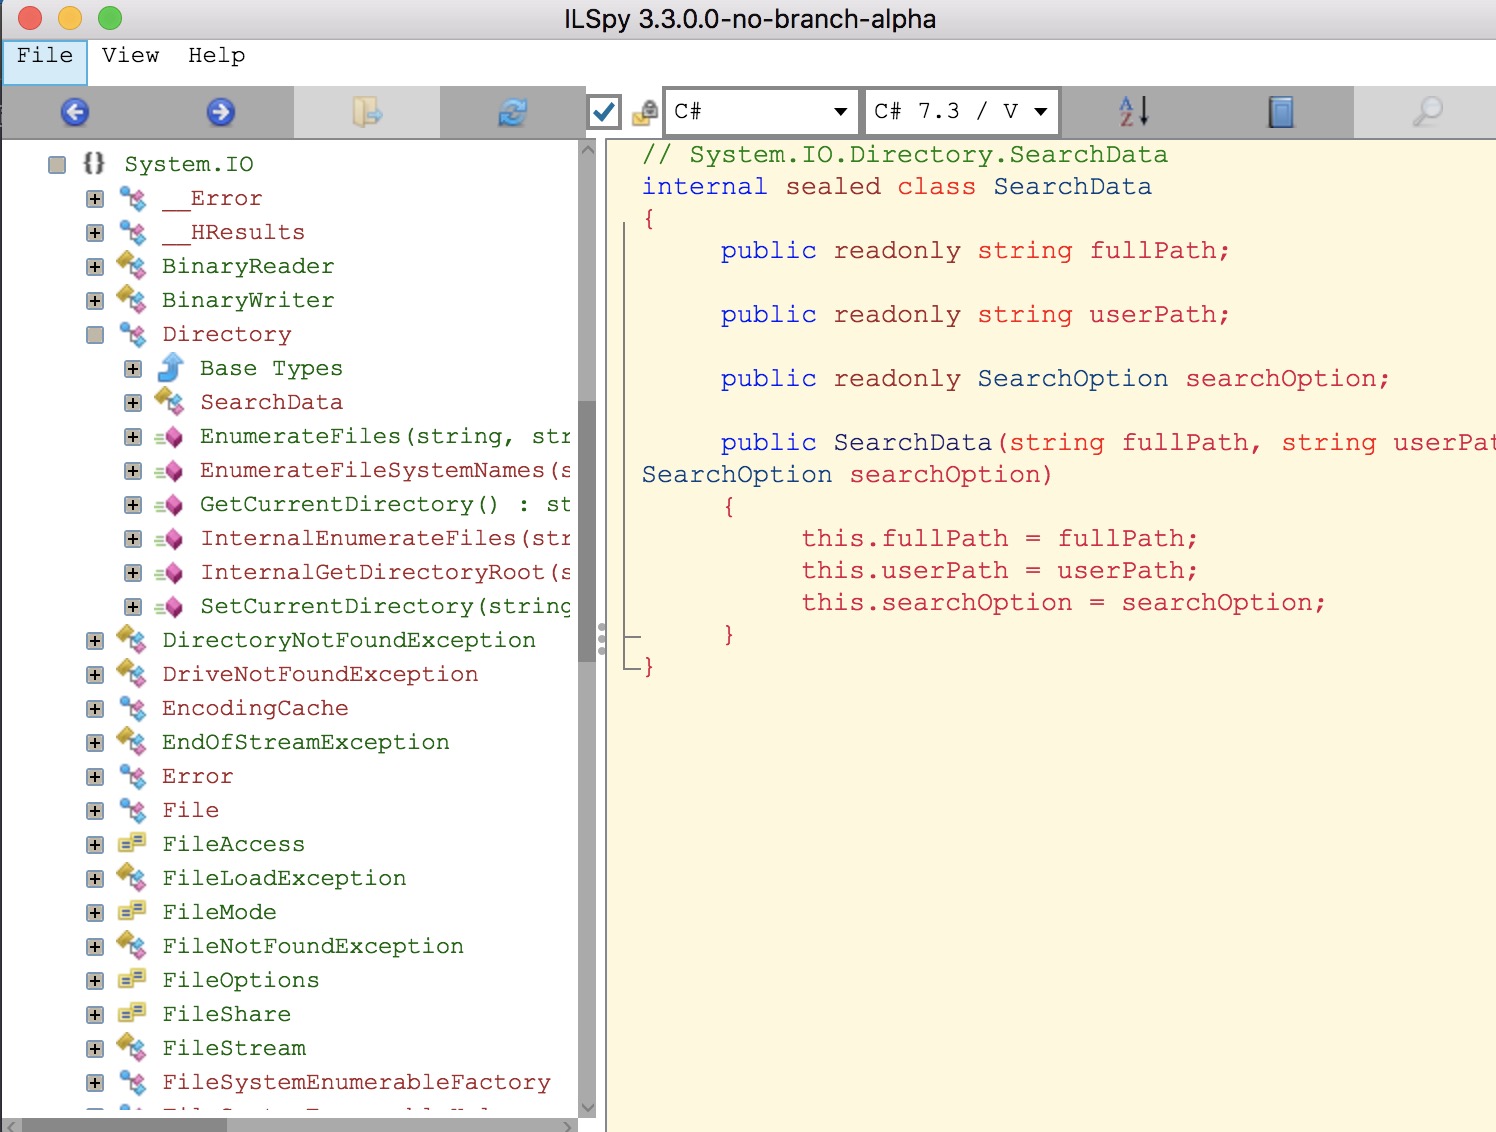 ILSpy 3.3.0.0-no-branch-alpha
File View Help
C# C# 7.3 / V
{} System.IO
__Error
__HResults
BinaryReader
BinaryWriter
Directory
Base Types
SearchData
EnumerateFiles(string, str
EnumerateFileSystemNames(s
GetCurrentDirectory() : st
InternalEnumerateFiles(str
InternalGetDirectoryRoot(s
SetCurrentDirectory(string
DirectoryNotFoundException
DriveNotFoundException
EncodingCache
EndOfStreamException
Error
File
FileAccess
FileLoadException
FileMode
FileNotFoundException
FileOptions
FileShare
FileStream
FileSystemEnumerableFactory
// System.IO.Directory.SearchData
internal sealed class SearchData
{
public readonly string fullPath;
public readonly string userPath;
public readonly SearchOption searchOption;
public SearchData(string fullPath, string userPat
SearchOption searchOption)
{
this.fullPath = fullPath;
this.userPath = userPath;
this.searchOption = searchOption;
}
}